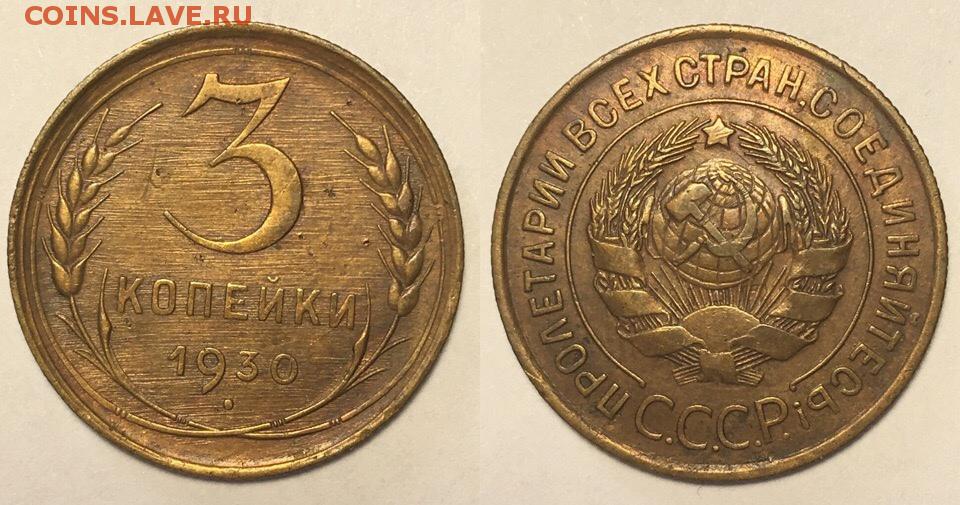 COINS.LAVE.RU
3
КОПЕЙКИ
1930
ПРОЛЕТАРИИ ВСЕХ СТРАН, СОЕДИНЯЙТЕСЬ!
С.С.С.Р.